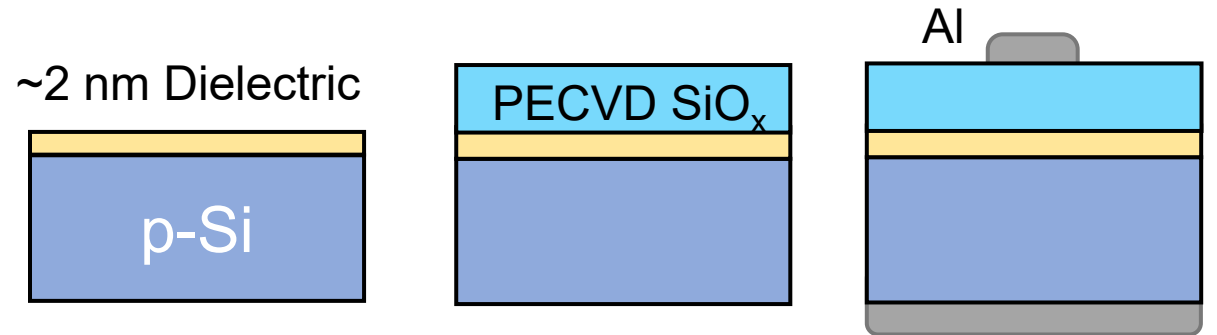 ~2 nm Dielectric
p-Si
PECVD SiOₓ
Al